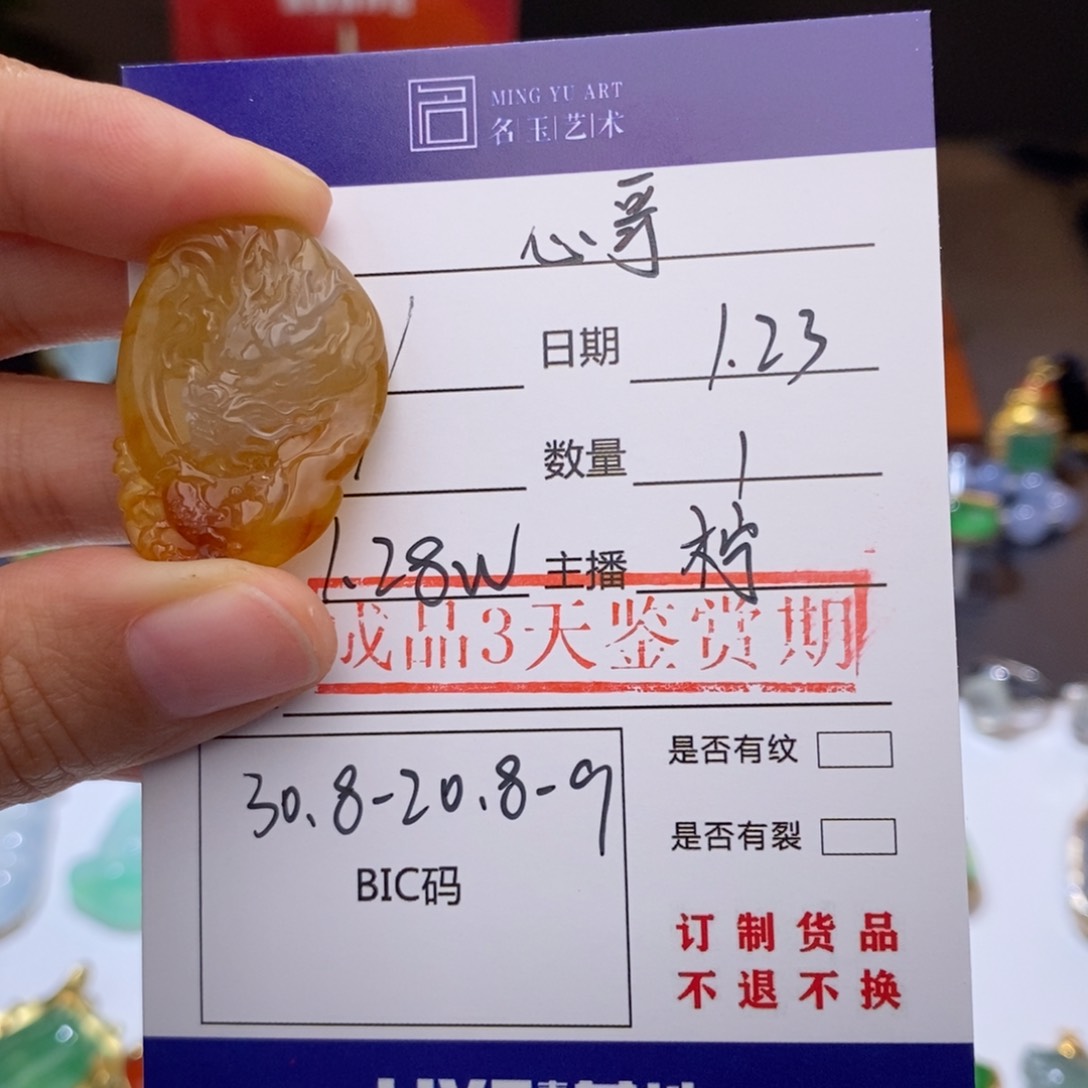 MING YU ART
名玉艺术
心哥
日期 1.23
数量 1
1.28W 主播 柠
成品3天鉴赏期
30.8-20.8-9
BIC码
是否有纹
是否有裂
订制货品
不退不换